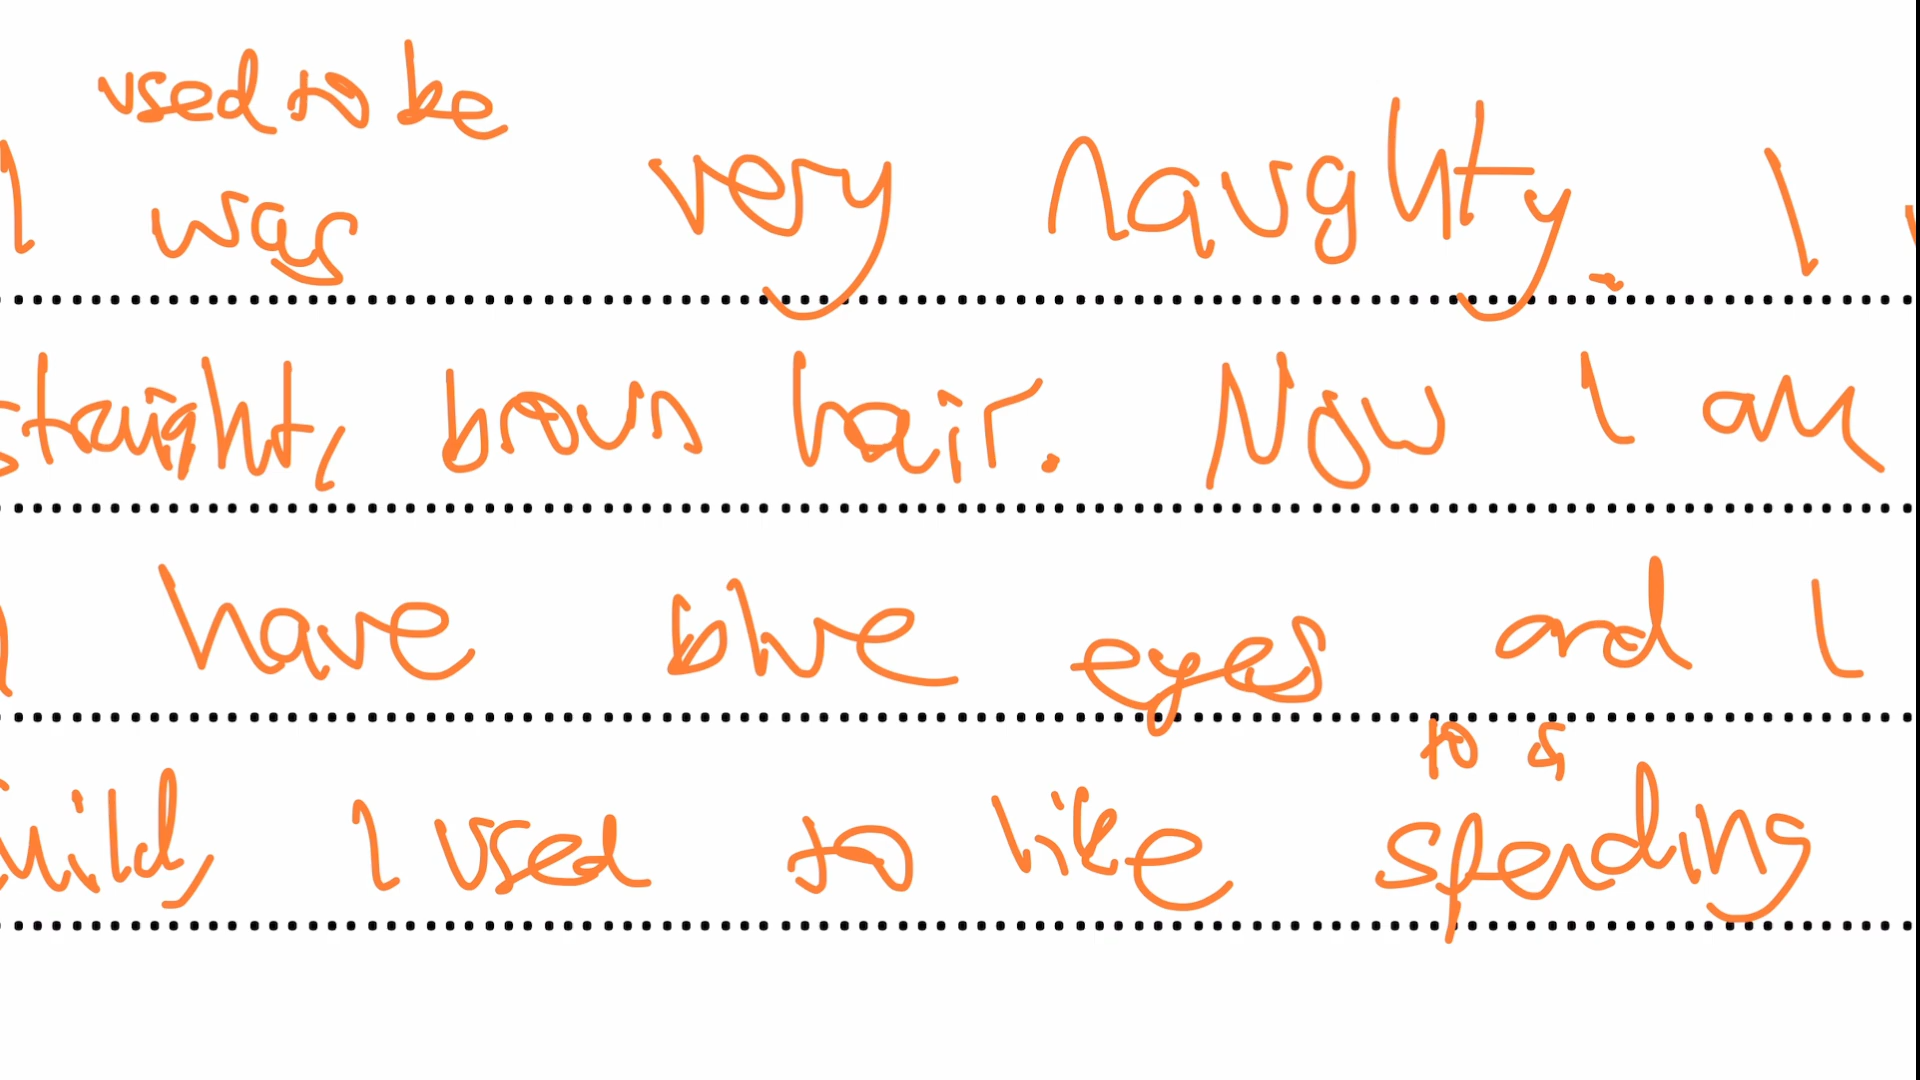 used to be
I was very naughty. I
straight, brown hair. Now I am
have blue eyes and I
to s
child, I used to like spending